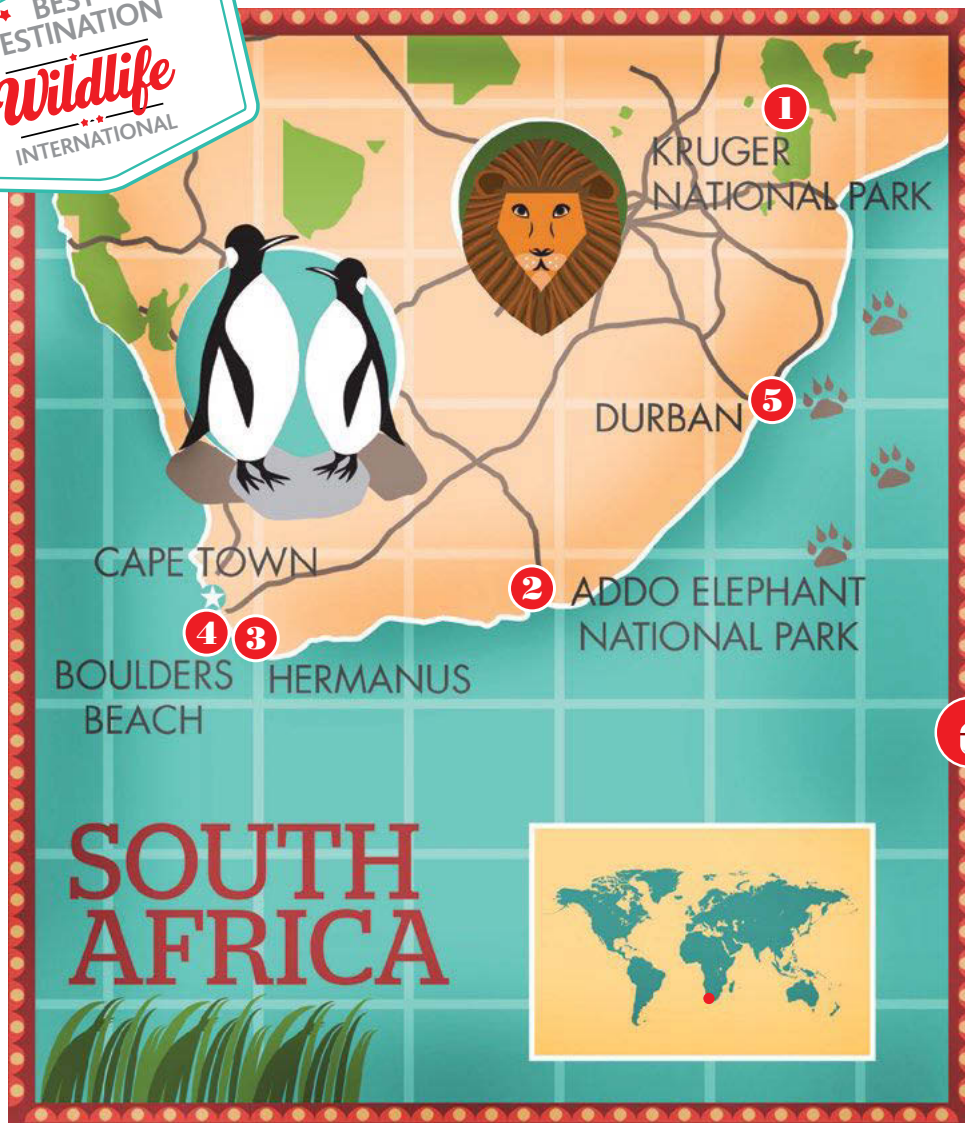 BEST
ESTINATION
Wildlife
INTERNATIONAL
1
KRUGER
NATIONAL PARK
DURBAN
5
CAPE TOWN
2
ADDO ELEPHANT
NATIONAL PARK
4
3
BOULDERS
BEACH
HERMANUS
SOUTH
AFRICA